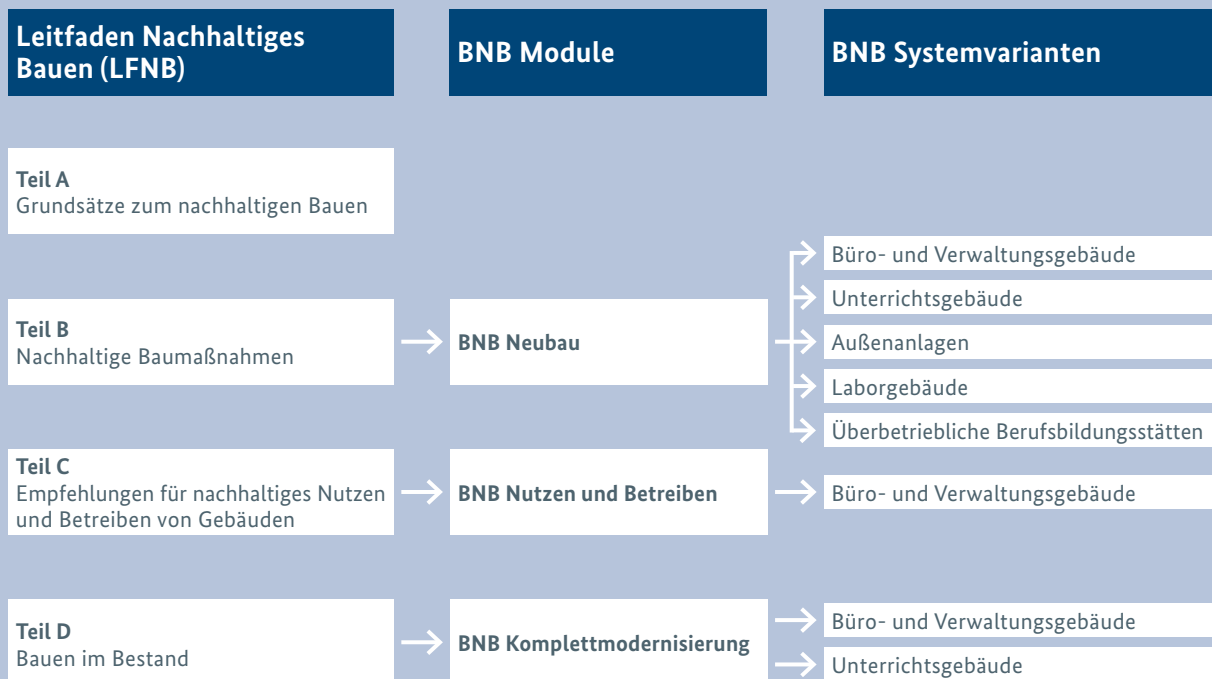 Leitfaden Nachhaltiges
Bauen (LFNB)
BNB Module
BNB Systemvarianten
Teil A
Grundsätze zum nachhaltigen Bauen
Teil B
Nachhaltige Baumaßnahmen
BNB Neubau
Büro- und Verwaltungsgebäude
Unterrichtsgebäude
Außenanlagen
Laborgebäude
Überbetriebliche Berufsbildungsstätten
Teil C
Empfehlungen für nachhaltiges Nutzen
und Betreiben von Gebäuden
BNB Nutzen und Betreiben
Büro- und Verwaltungsgebäude
Teil D
Bauen im Bestand
BNB Komplettmodernisierung
Büro- und Verwaltungsgebäude
Unterrichtsgebäude